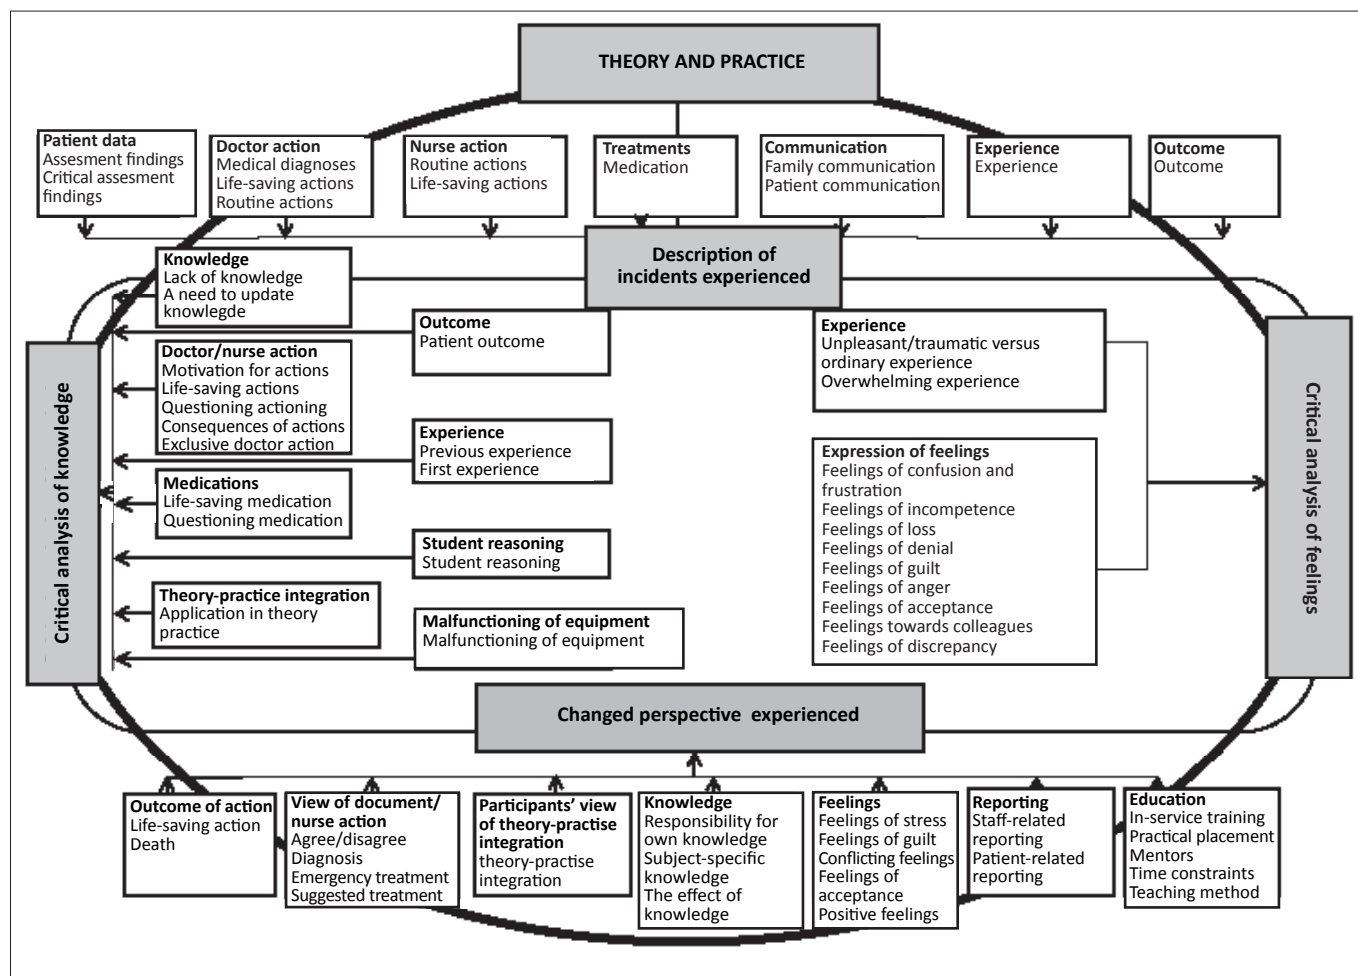 THEORY AND PRACTICE
Patient data
Assesment findings
Critical assesment
findings
Doctor action
Medical diagnoses
Life-saving actions
Routine actions
Nurse action
Routine actions
Life-saving actions
Treatments
Medication
Communication
Family communication
Patient communication
Experience
Experience
Outcome
Outcome
Description of
incidents experienced
Critical analysis of knowledge
Knowledge
Lack of knowledge
A need to update
knowlegde
Doctor/nurse action
Motivation for actions
Life-saving actions
Questioning actioning
Consequences of actions
Exclusive doctor action
Medications
Life-saving medication
Questioning medication
Theory-practice integration
Application in theory
practice
Outcome
Patient outcome
Experience
Previous experience
First experience
Student reasoning
Student reasoning
Malfunctioning of equipment
Malfunctioning of equipment
Experience
Unpleasant/traumatic versus
ordinary experience
Overwhelming experience
Expression of feelings
Feelings of confusion and
frustration
Feelings of incompetence
Feelings of loss
Feelings of denial
Feelings of guilt
Feelings of anger
Feelings of acceptance
Feelings towards colleagues
Feelings of discrepancy
Critical analysis of feelings
Changed perspective experienced
Outcome of action
Life-saving action
Death
View of document/
nurse action
Agree/disagree
Diagnosis
Emergency treatment
Suggested treatment
Participants' view
of theory-practise
integration
theory-practise
integration
Knowledge
Responsibility for
own knowledge
Subject-specific
knowledge
The effect of
knowledge
Feelings
Feelings of stress
Feelings of guilt
Conflicting feelings
Feelings of
acceptance
Positive feelings
Reporting
Staff-related
reporting
Patient-related
reporting
Education
In-service training
Practical placement
Mentors
Time constraints
Teaching method